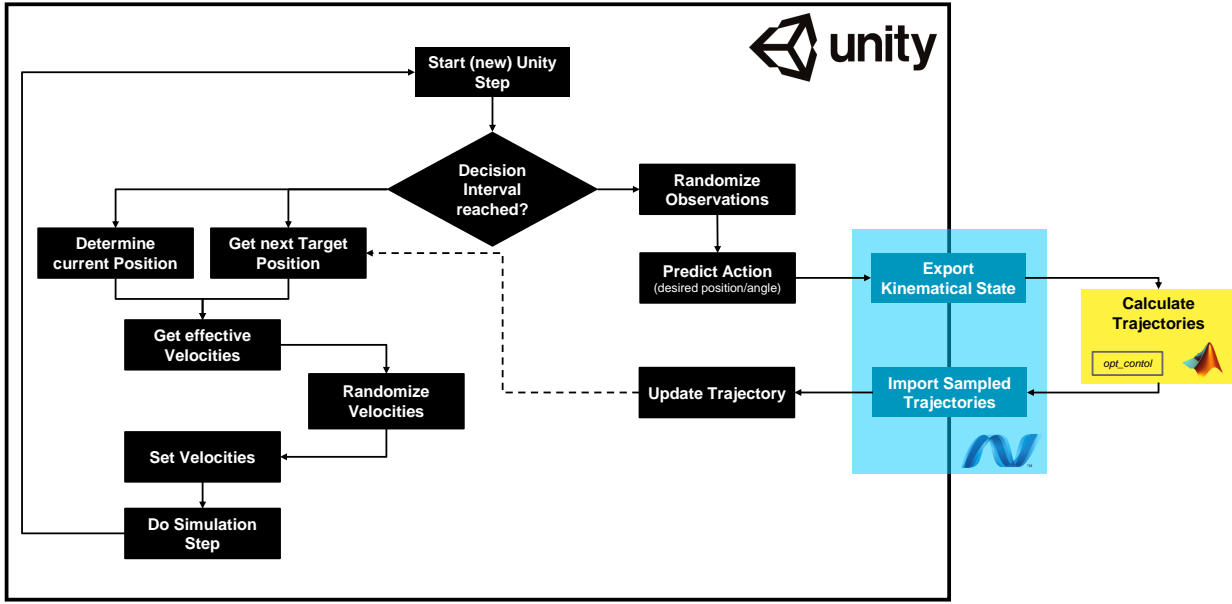 unity
Start (new) Unity
Step
Decision
Interval
reached?
Randomize
Observations
Determine
current Position
Get next Target
Position
Predict Action
(desired position/angle)
Export
Kinematical State
Calculate
Trajectories
opt_contol
Get effective
Velocities
Randomize
Velocities
Update Trajectory
Import Sampled
Trajectories
TM
Set Velocities
Do Simulation
Step